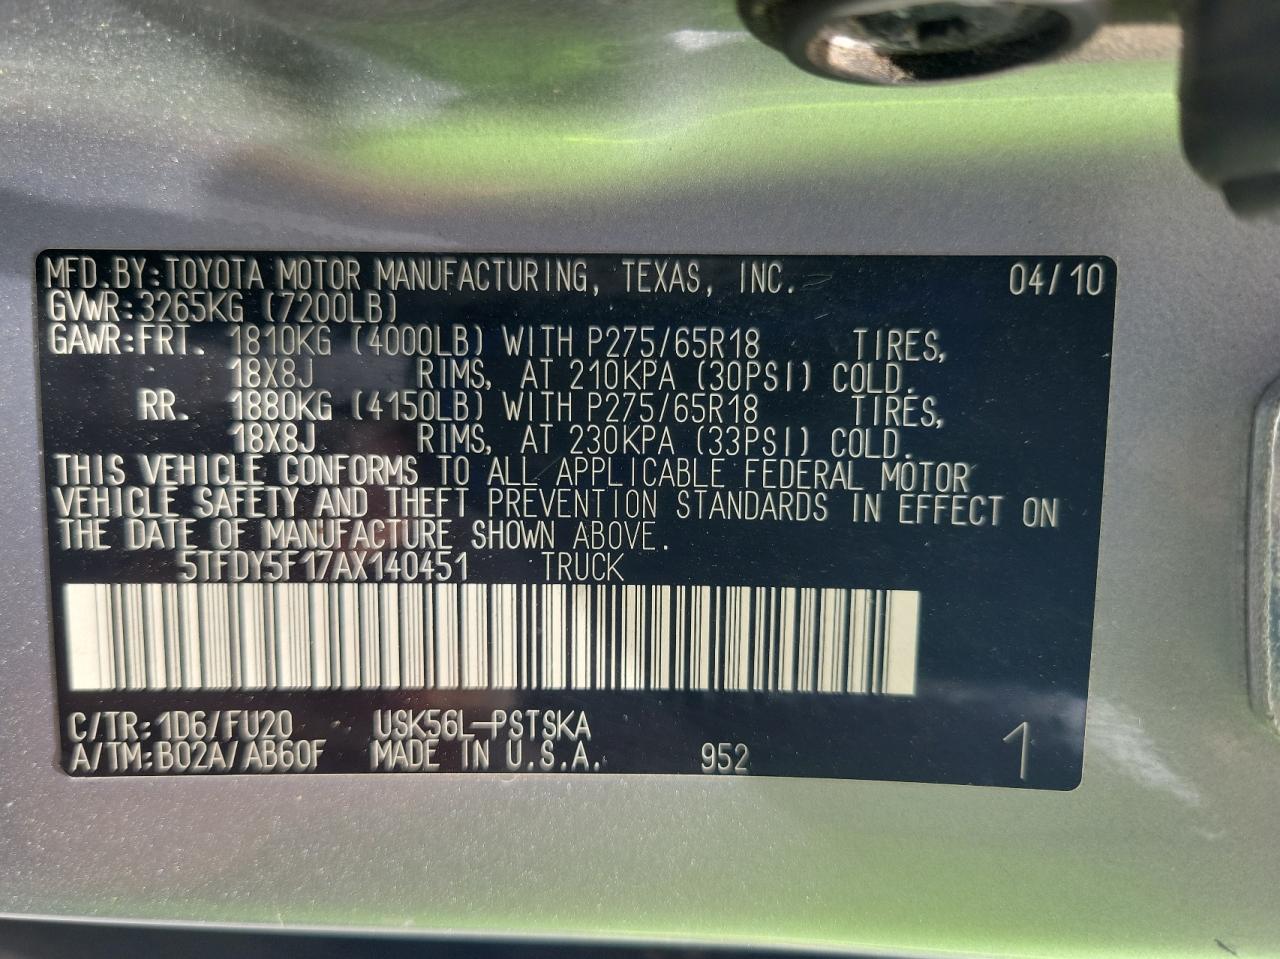 MFD.BY:TOYOTA MOTOR MANUFACTURING, TEXAS, INC. 04/10
GVWR:3265KG (7200LB)
GAWR:FRT. 1810KG (4000LB) WITH P275/65R18 TIRES,
18X8J RIMS, AT 210KPA (30PSI) COLD.
RR. 1880KG (4150LB) WITH P275/65R18 TIRES,
18X8J RIMS, AT 230KPA (33PSI) COLD.
THIS VEHICLE CONFORMS TO ALL APPLICABLE FEDERAL MOTOR
VEHICLE SAFETY AND THEFT PREVENTION STANDARDS IN EFFECT ON
THE DATE OF MANUFACTURE SHOWN ABOVE.
5TFDY5F17AX140451 TRUCK
C/TR:1D6/FU20 USK56L-PSTSKA
A/TM:B02A/AB60F MADE IN U.S.A. 952 1